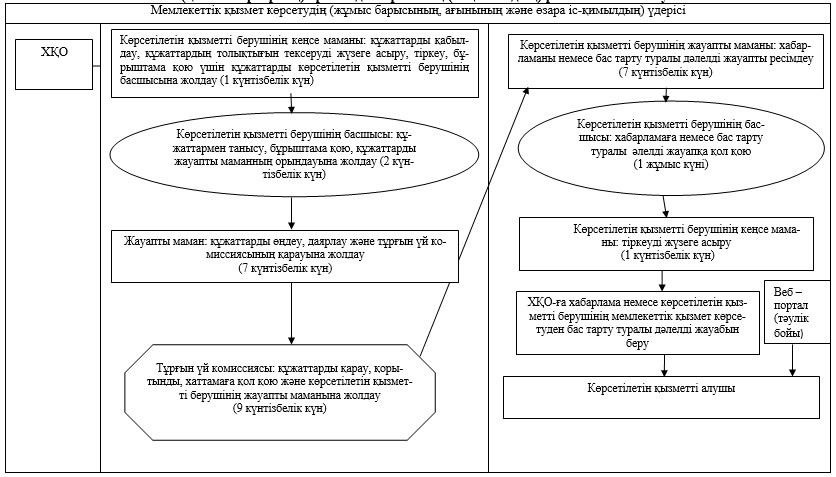 Мемлекеттік қызмет көрсетудің (жұмыс барысының, ағынының және өзара іс-қимылдың) үдерісі
ХҚО
Көрсетілетін қызметті берушінің кеңсе маманы: құжаттарды қабыл-
дау, құжаттардың толықтығын тексеруді жүзеге асыру, тіркеу, бұ-
рыштама қою үшін құжаттарды көрсетілетін қызметті берушінің
басшысына жолдау (1 күнтізбелік күн)
Көрсетілетін қызметті берушінің басшысы: құ-
жаттармен танысу, бұрыштама қою, құжаттарды
жауапты маманның орындауына жолдау (2 күн-
тізбелік күн)
Жауапты маман: құжаттарды өңдеу, даярлау және тұрғын үй ко-
миссиясының қарауына жолдау
(7 күнтізбелік күн)
Тұрғын үй комиссиясы: құжаттарды қарау, қоры-
тынды, хаттамаға қол қою және көрсетілетін қызмет-
ті берушінің жауапты маманына жолдау
(9 күнтізбелік күн)
Көрсетілетін қызметті берушінің жауапты маманы: хабар-
ламаны немесе бас тарту туралы дәлелді жауапты ресімдеу
(7 күнтізбелік күн)
Көрсетілетін қызметті берушінің бас-
шысы: хабарламаға немесе бас тарту
туралы әлелді жауапқа қол қою
(1 жұмыс күні)
Көрсетілетін қызметті берушінің кеңсе мама-
ны: тіркеуді жүзеге асыру
(1 күнтізбелік күн)
ХҚО-ға хабарлама немесе көрсетілетін қыз-
метті берушінің мемлекеттік қызмет көрсе-
туден бас тарту туралы дәлелді жауабын
беру
Веб –
портал
(тәулік
бойы)
Көрсетілетін қызметті алушы